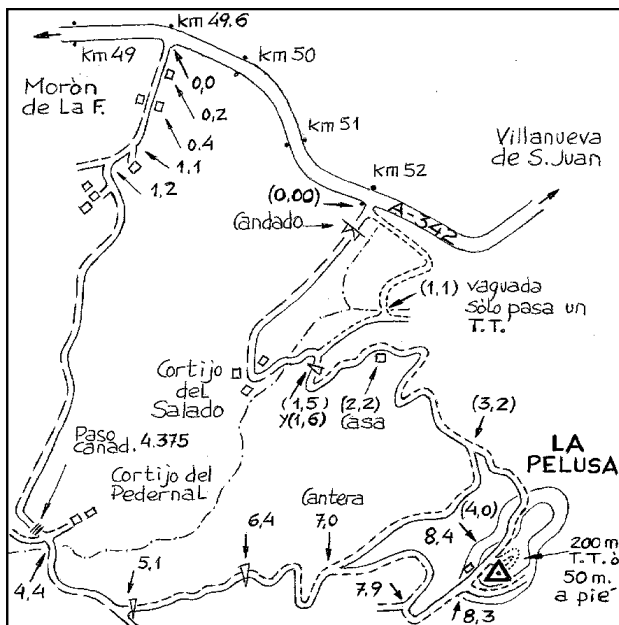 km 49,6
km 49
km 50
0,0
Moròn
de La F.
0,2
0.4
km 51
1,1
1,2
Villanueva
de S. Juan
km 52
(0,00)
A-342
Candado
(1,1) vaguada
sòlo pasa un
T.T.
Cortijo
del
Salado
(1,5)
y(1,6)
(2,2)
Casa
(3,2)
LA
PELUSA
Paso
canad. 4.375
Cortijo del
Pedernal
Cantera
7,0
6,4
(4,0)
8,4
200 m
T.T. ò
50 m.
a pie
5,1
4,4
7,9
8,3